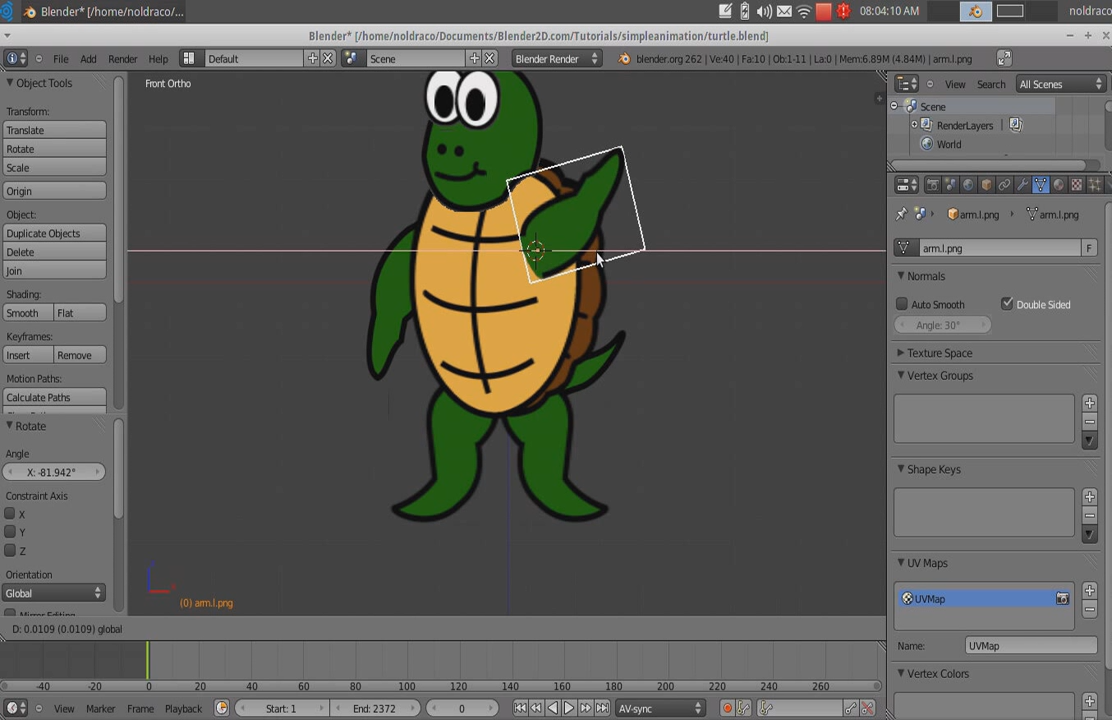 Blender* [/home/noldraco/...
08:04:10 AM
noldraco
Blender* [/home/noldraco/Documents/Blender2D.com/Tutorials/simpleanimation/turtle.blend]
File Add Render Help
Default
Scene
Blender Render
blender.org 262 | Ve:40 | Fa:10 | Ob:1-11 | La:0 | Mem:6.89M (4.84M) | arm.l.png
Object Tools
Transform:
Translate
Rotate
Scale
Origin
Object:
Duplicate Objects
Delete
Join
Shading:
Smooth Flat
Keyframes:
Insert Remove
Motion Paths:
Calculate Paths
Rotate
Angle
X: -81.942°
Constraint Axis
X
Y
Z
Orientation
Global
Front Ortho
(0) arm.l.png
D: 0.0109 (0.0109) global
-40 -20 0 20 40 60 80 100 120 140 160 180 200 220 240 260
View Marker Frame Playback
Start: 1
End: 2372
0
AV-sync
View Search All Scenes
Scene
RenderLayers
World
arm.l.png arm.l.png
arm.l.png F
Normals
Auto Smooth Double Sided
Angle: 30°
Texture Space
Vertex Groups
Shape Keys
UV Maps
UVMap
Name: UVMap
Vertex Colors